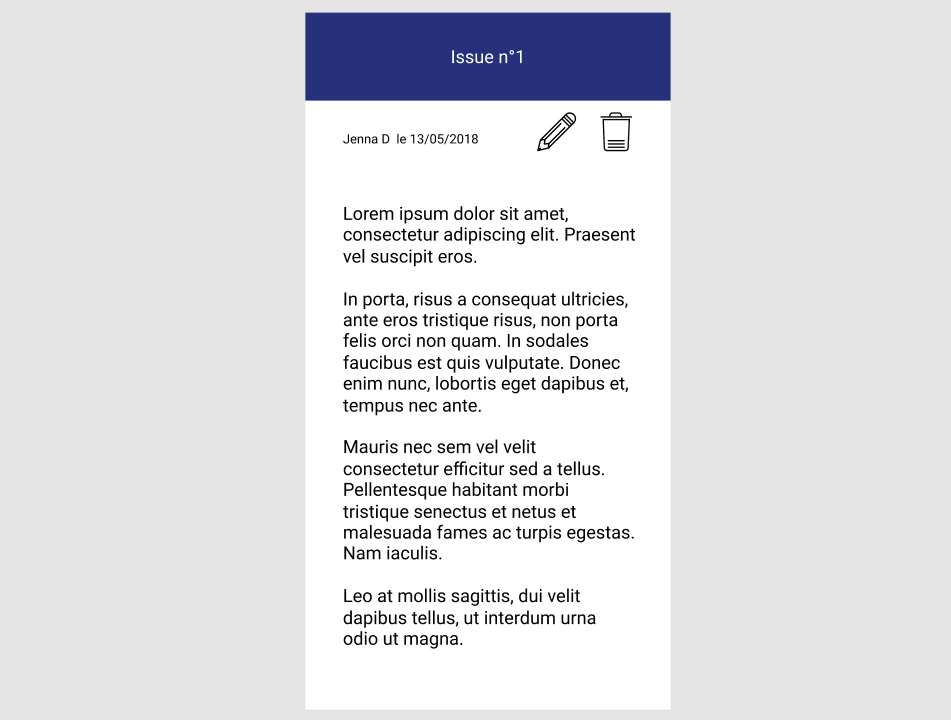 Issue n°1
Jenna D  le 13/05/2018
Lorem ipsum dolor sit amet,
consectetur adipiscing elit. Praesent
vel suscipit eros.
In porta, risus a consequat ultricies,
ante eros tristique risus, non porta
felis orci non quam. In sodales
faucibus est quis vulputate. Donec
enim nunc, lobortis eget dapibus et,
tempus nec ante.
Mauris nec sem vel velit
consectetur efficitur sed a tellus.
Pellentesque habitant morbi
tristique senectus et netus et
malesuada fames ac turpis egestas.
Nam iaculis.
Leo at mollis sagittis, dui velit
dapibus tellus, ut interdum urna
odio ut magna.